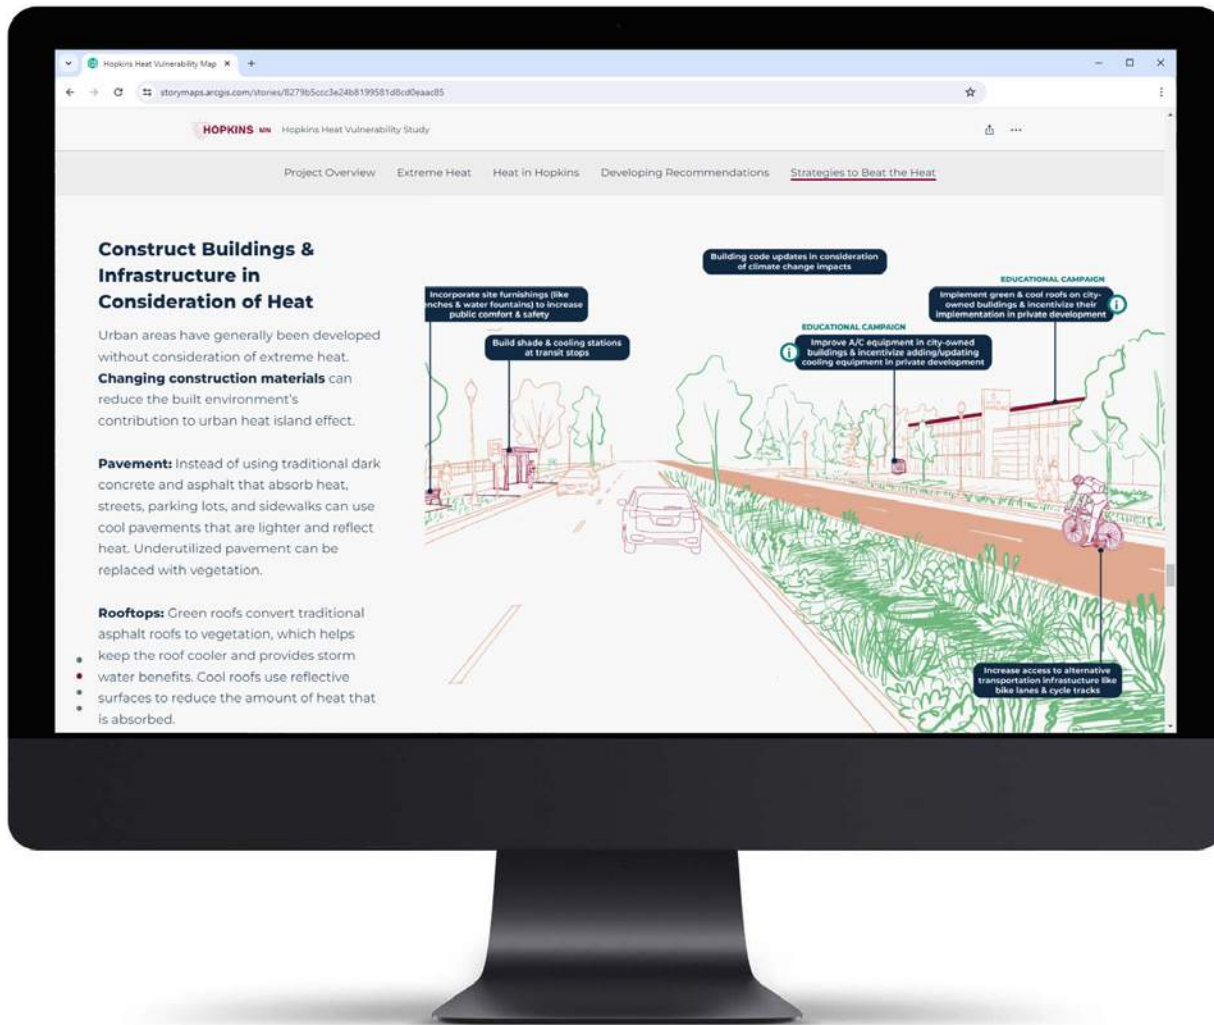 Hopkins Heat Vulnerability Map
storymaps.arcgis.com/stories/8279b5ccc3e24b8199581d8cd0eaac85
HOPKINS MN Hopkins Heat Vulnerability Study
Project Overview Extreme Heat Heat in Hopkins Developing Recommendations Strategies to Beat the Heat
Construct Buildings &
Infrastructure in
Consideration of Heat
Urban areas have generally been developed
without consideration of extreme heat.
Changing construction materials can
reduce the built environment's
contribution to urban heat island effect.
Pavement: Instead of using traditional dark
concrete and asphalt that absorb heat,
streets, parking lots, and sidewalks can use
cool pavements that are lighter and reflect
heat. Underutilized pavement can be
replaced with vegetation.
Rooftops: Green roofs convert traditional
asphalt roofs to vegetation, which helps
keep the roof cooler and provides storm
water benefits. Cool roofs use reflective
surfaces to reduce the amount of heat that
is absorbed.
Incorporate site furnishings (like
nches & water fountains) to increase
public comfort & safety
Build shade & cooling stations
at transit stops
Building code updates in consideration
of climate change impacts
EDUCATIONAL CAMPAIGN
Improve A/C equipment in city-owned
buildings & incentivize adding/updating
cooling equipment in private development
EDUCATIONAL CAMPAIGN
Implement green & cool roofs on city-
owned buildings & incentivize their
implementation in private development
Increase access to alternative
transportation infrastucture like
bike lanes & cycle tracks